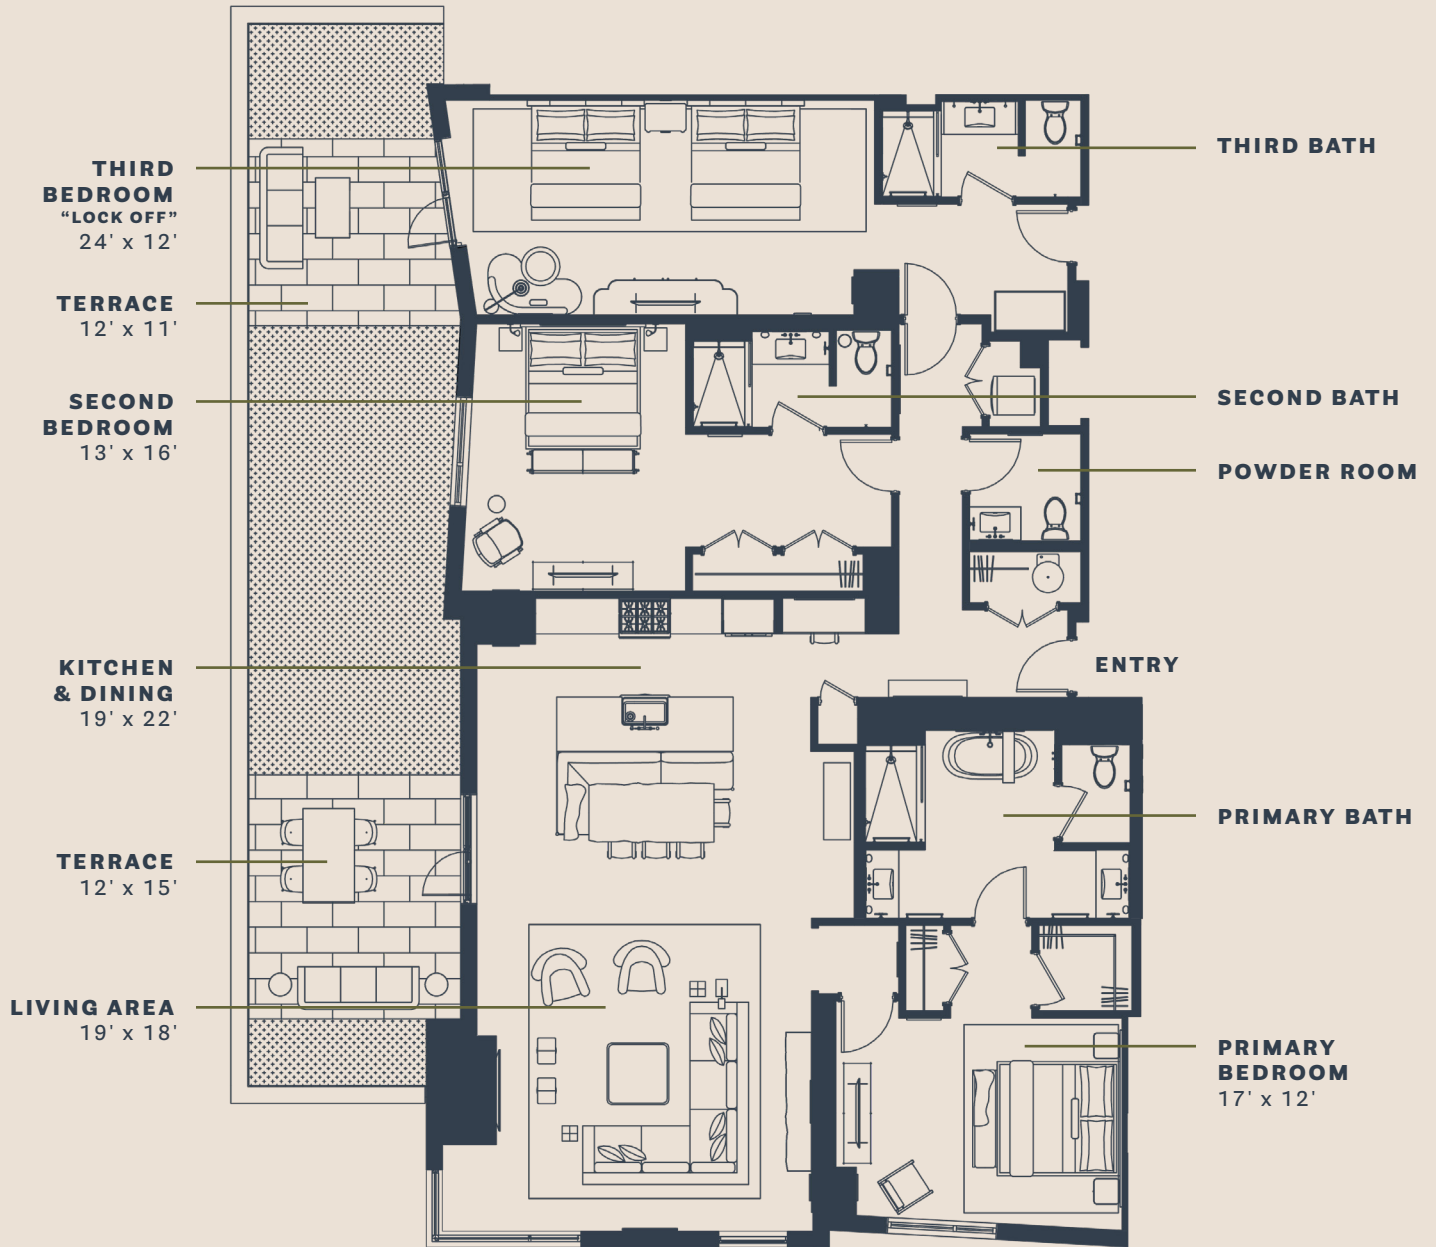 THIRD
BEDROOM
“LOCK OFF”
24' x 12'
TERRACE
12' x 11'
SECOND
BEDROOM
13' x 16'
KITCHEN
& DINING
19' x 22'
TERRACE
12' x 15'
LIVING AREA
19' x 18'
THIRD BATH
SECOND BATH
POWDER ROOM
ENTRY
PRIMARY BATH
PRIMARY
BEDROOM
17' x 12'